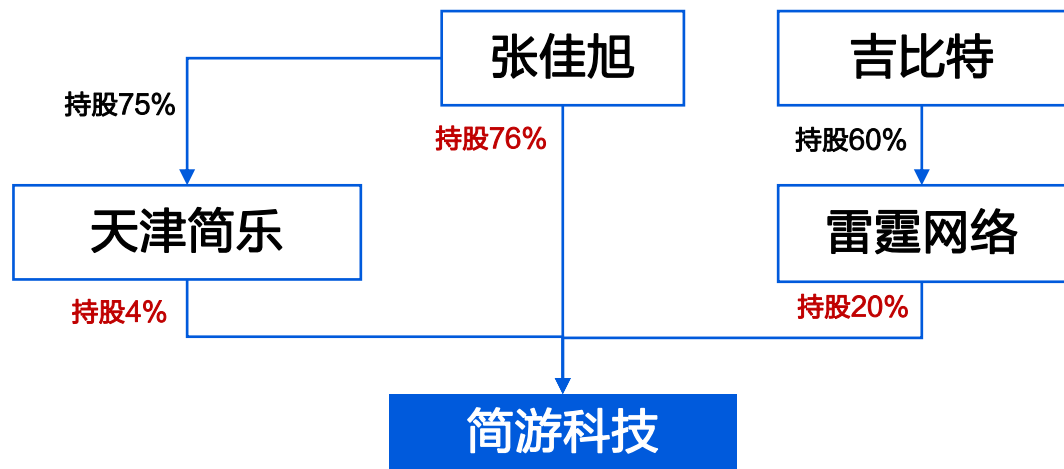 张佳旭
吉比特
持股75%
持股76%
持股60%
天津简乐
雷霆网络
持股4%
持股20%
简游科技